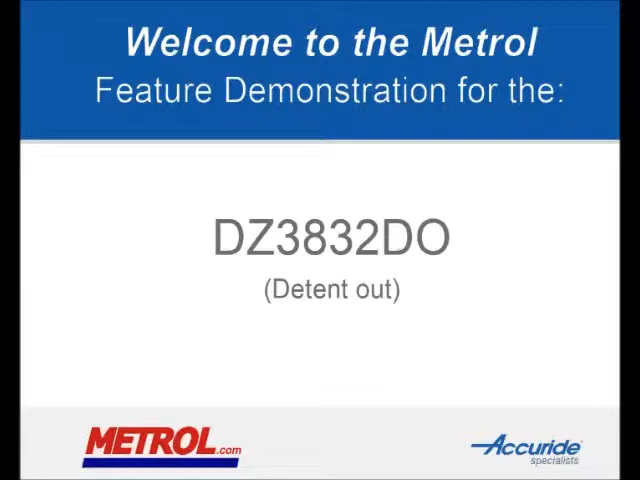 Welcome to the Metrol
Feature Demonstration for the:
DZ3832DO
(Detent out)
METROL.com
Accuride
specialists